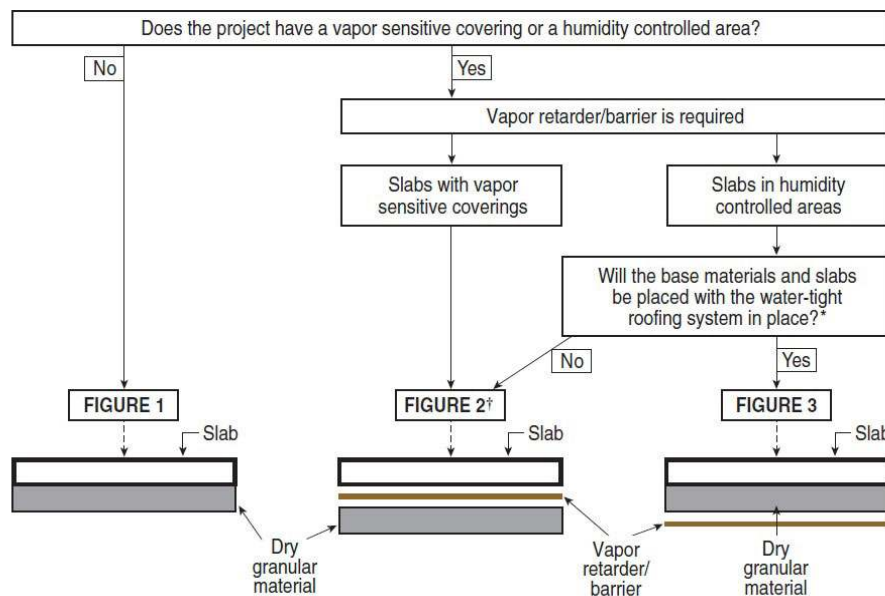 Does the project have a vapor sensitive covering or a humidity controlled area?
No
Yes
Vapor retarder/barrier is required
Slabs with vapor
sensitive coverings
Slabs in humidity
controlled areas
Will the base materials and slabs
be placed with the water-tight
roofing system in place?*
No
Yes
FIGURE 1
FIGURE 2†
FIGURE 3
Slab
Slab
Slab
Dry
granular
material
Vapor
retarder/
barrier
Dry
granular
material